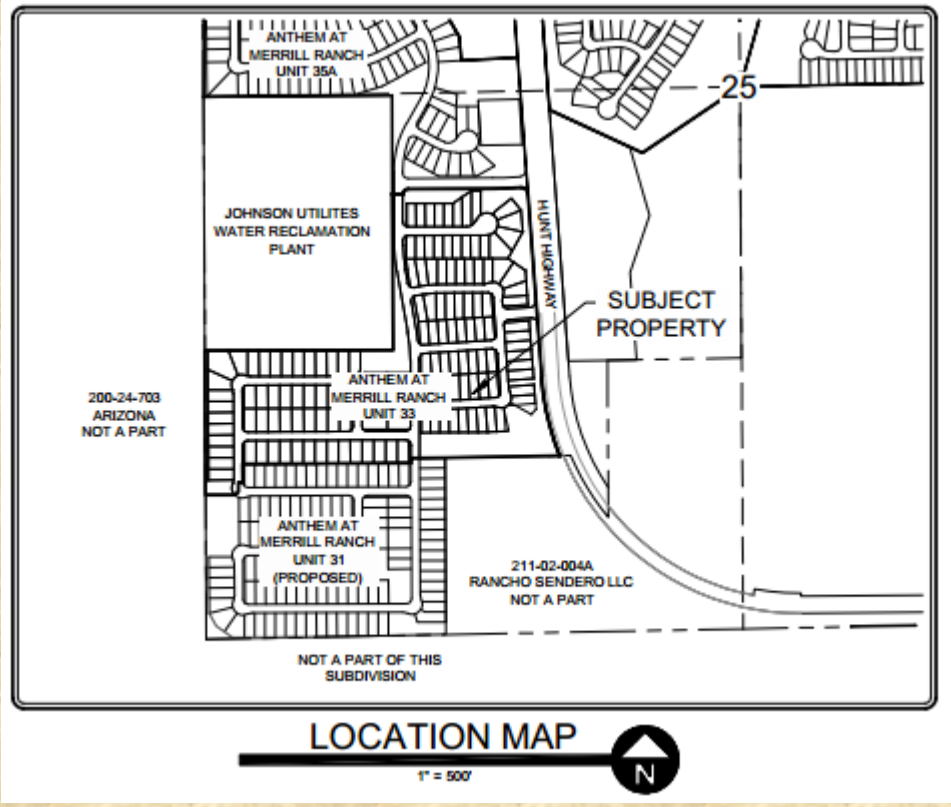 ANTHEM AT
MERRILL RANCH
UNIT 35A
25
JOHNSON UTILITES
WATER RECLAMATION
PLANT
HUNT HIGHWAY
SUBJECT
PROPERTY
200-24-703
ARIZONA
NOT A PART
ANTHEM AT
MERRILL RANCH
UNIT 33
ANTHEM AT
MERRILL RANCH
UNIT 31
(PROPOSED)
211-02-004A
RANCHO SENDERO LLC
NOT A PART
NOT A PART OF THIS
SUBDIVISION
LOCATION MAP
1" = 500'
N